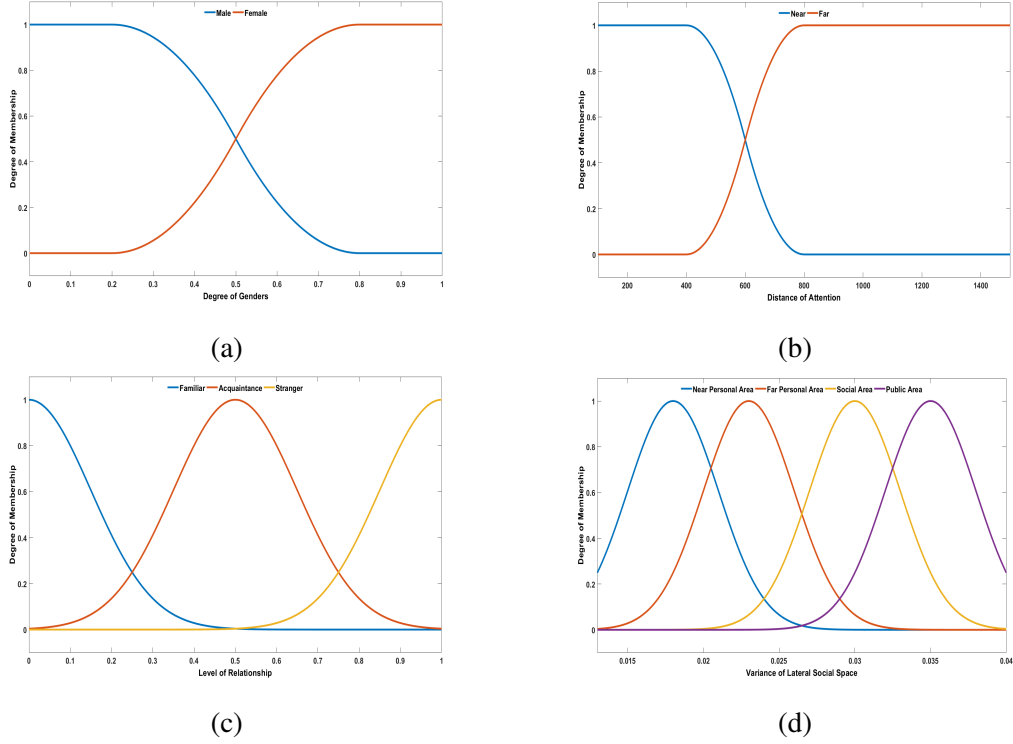 Male Female
1
0.8
0.6
0.4
0.2
0
Degree of Membership
0 0.1 0.2 0.3 0.4 0.5 0.6 0.7 0.8 0.9 1
Degree of Genders
(a)
Near Far
1
0.8
0.6
0.4
0.2
0
Degree of Membership
200 400 600 800 1000 1200 1400
Distance of Attention
(b)
Familiar Acquaintance Stranger
1
0.8
0.6
0.4
0.2
0
Degree of Membership
0 0.1 0.2 0.3 0.4 0.5 0.6 0.7 0.8 0.9 1
Level of Relationship
(c)
Near Personal Area Far Personal Area Social Area Public Area
1
0.8
0.6
0.4
0.2
0
Degree of Membership
0.015 0.02 0.025 0.03 0.035 0.04
Variance of Lateral Social Space
(d)